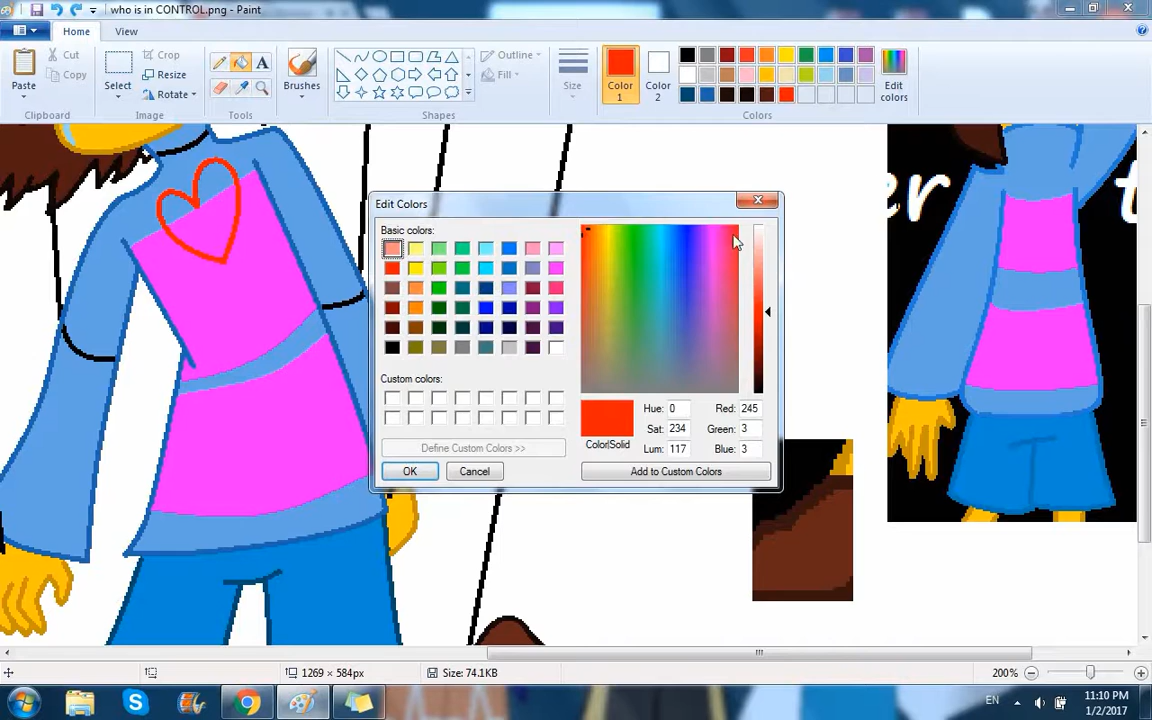 who is in CONTROL.png - Paint
Home View
Paste
Cut
Copy
Clipboard
Select
Crop
Resize
Rotate
Image
Tools
Brushes
Shapes
Outline
Fill
Size
Color 1
Color 2
Edit colors
Colors
er t
Edit Colors
Basic colors:
Custom colors:
Define Custom Colors >>
OK Cancel
Color|Solid
Hue: 0 Red: 245
Sat: 234 Green: 3
Lum: 117 Blue: 3
Add to Custom Colors
1269 × 584px
Size: 74.1KB
200%
EN
11:10 PM
1/2/2017